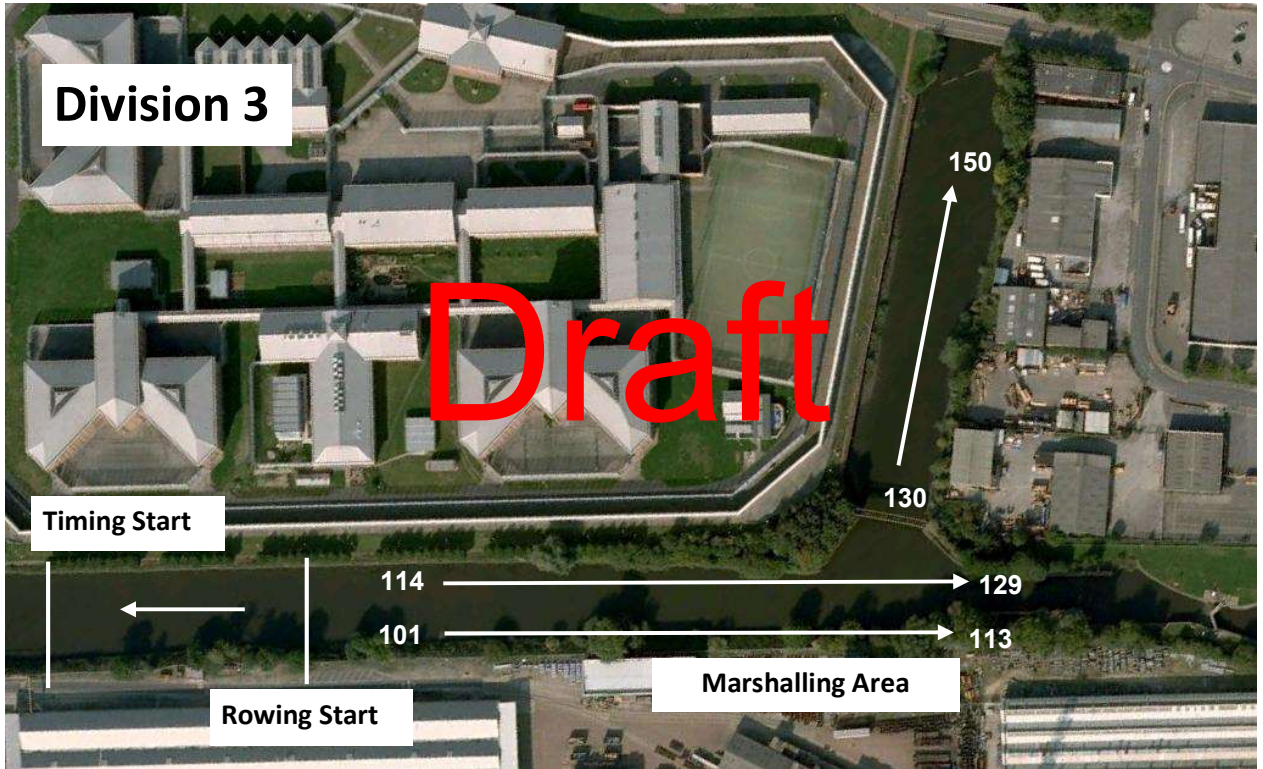 Division 3
150
Draft
130
Timing Start
114
129
101
113
Marshalling Area
Rowing Start